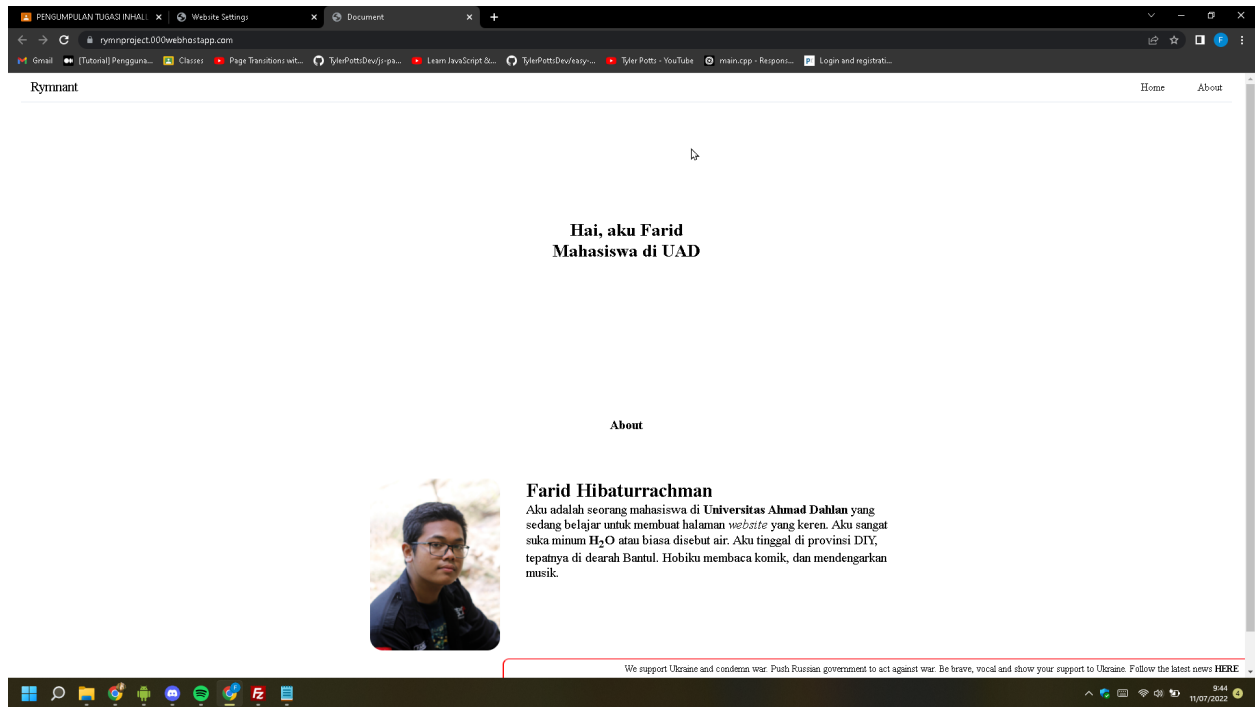 PENGUMPULAN TUGAS INHAL
Website Settings
Document
rymnproject.000webhostapp.com
Gmail
[Tutorial] Pengguna...
Classes
Page Transitions wit...
TylerPottsDev/js-pa...
Learn JavaScript &...
TylerPottsDev/easy-...
Tyler Potts - YouTube
main.cpp - Respons...
Login and registrati...
Rymnant
Home
About
Hai, aku Farid
Mahasiswa di UAD
About
Farid Hibaturrachman
Aku adalah seorang mahasiswa di Universitas Ahmad Dahlan yang
sedang belajar untuk membuat halaman website yang keren. Aku sangat
suka minum H₂O atau biasa disebut air. Aku tinggal di provinsi DIY,
tepatnya di dearah Bantul. Hobiku membaca komik, dan mendengarkan
musik.
We support Ukraine and condemn war. Push Russian government to act against war. Be brave, vocal and show your support to Ukraine. Follow the latest news HERE
9:44
11/07/2022